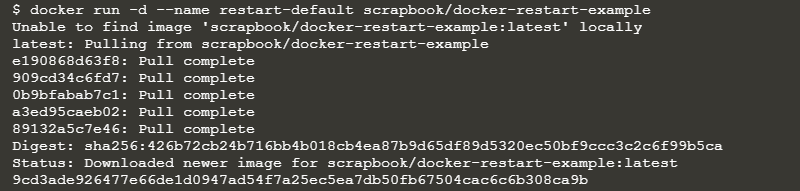 $ docker run -d --name restart-default scrapbook/docker-restart-example
Unable to find image 'scrapbook/docker-restart-example:latest' locally
latest: Pulling from scrapbook/docker-restart-example
e190868d63f8: Pull complete
909cd34c6fd7: Pull complete
0b9bfabab7c1: Pull complete
a3ed95caeb02: Pull complete
89132a5c7e46: Pull complete
Digest: sha256:426b72cb24b716bb4b018cb4ea87b9d65df89d5320ec50bf9ccc3c2c6f99b5ca
Status: Downloaded newer image for scrapbook/docker-restart-example:latest
9cd3ade926477e66de1d0947ad54f7a25ec5ea7db50fb67504cac6c6b308ca9b